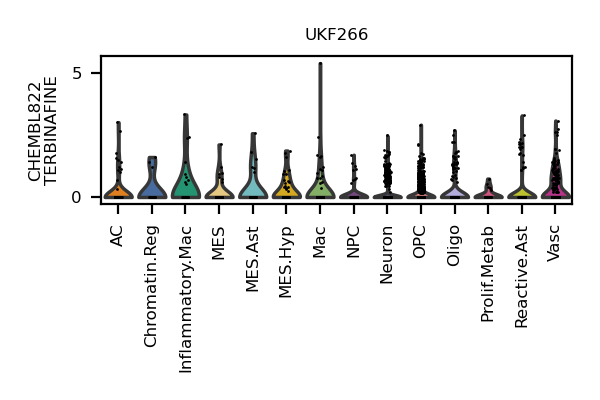 UKF266
CHEMBL822
TERBINAFINE
5
0
AC
Chromatin.Reg
Inflammatory.Mac
MES
MES.Ast
MES.Hyp
Mac
NPC
Neuron
OPC
Oligo
Prolif.Metab
Reactive.Ast
Vasc